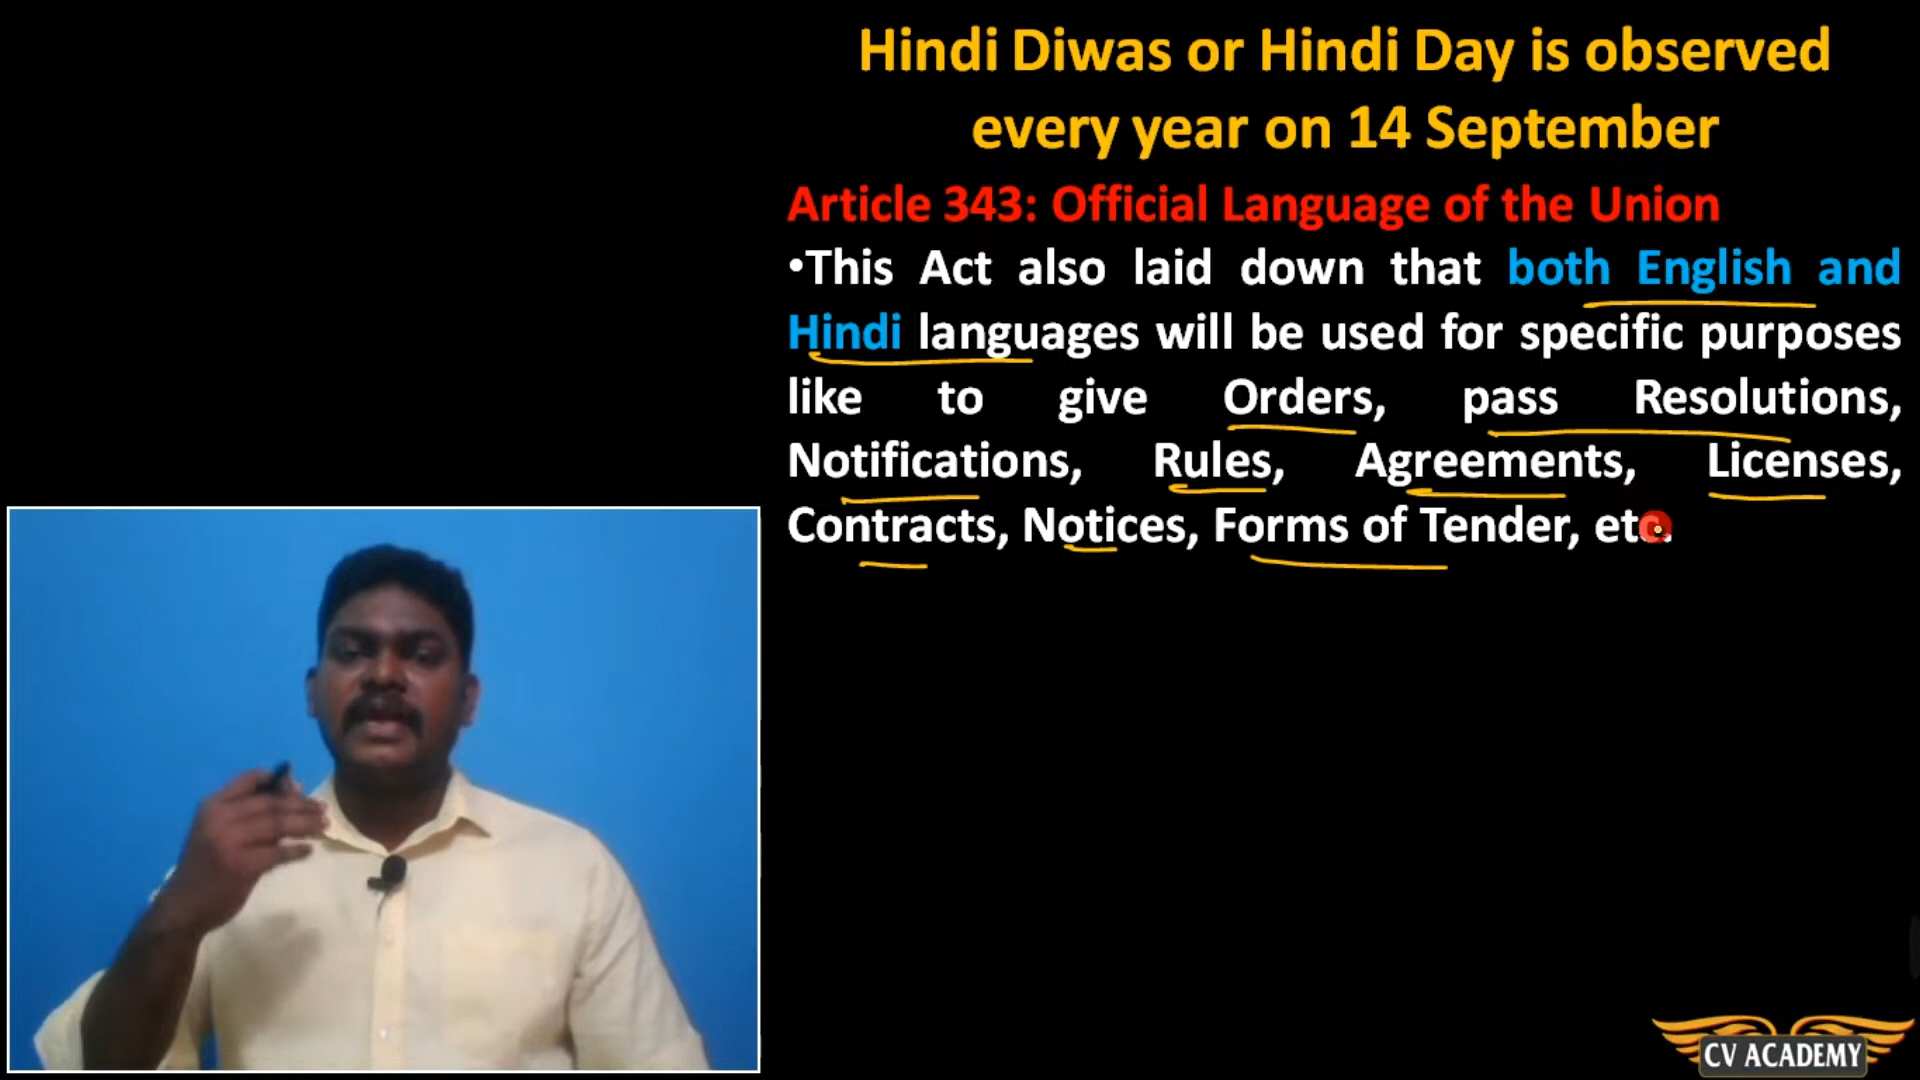 Hindi Diwas or Hindi Day is observed
every year on 14 September
Article 343: Official Language of the Union
•This Act also laid down that both English and
Hindi languages will be used for specific purposes
like to give Orders, pass Resolutions,
Notifications, Rules, Agreements, Licenses,
Contracts, Notices, Forms of Tender, etc.
CV ACADEMY